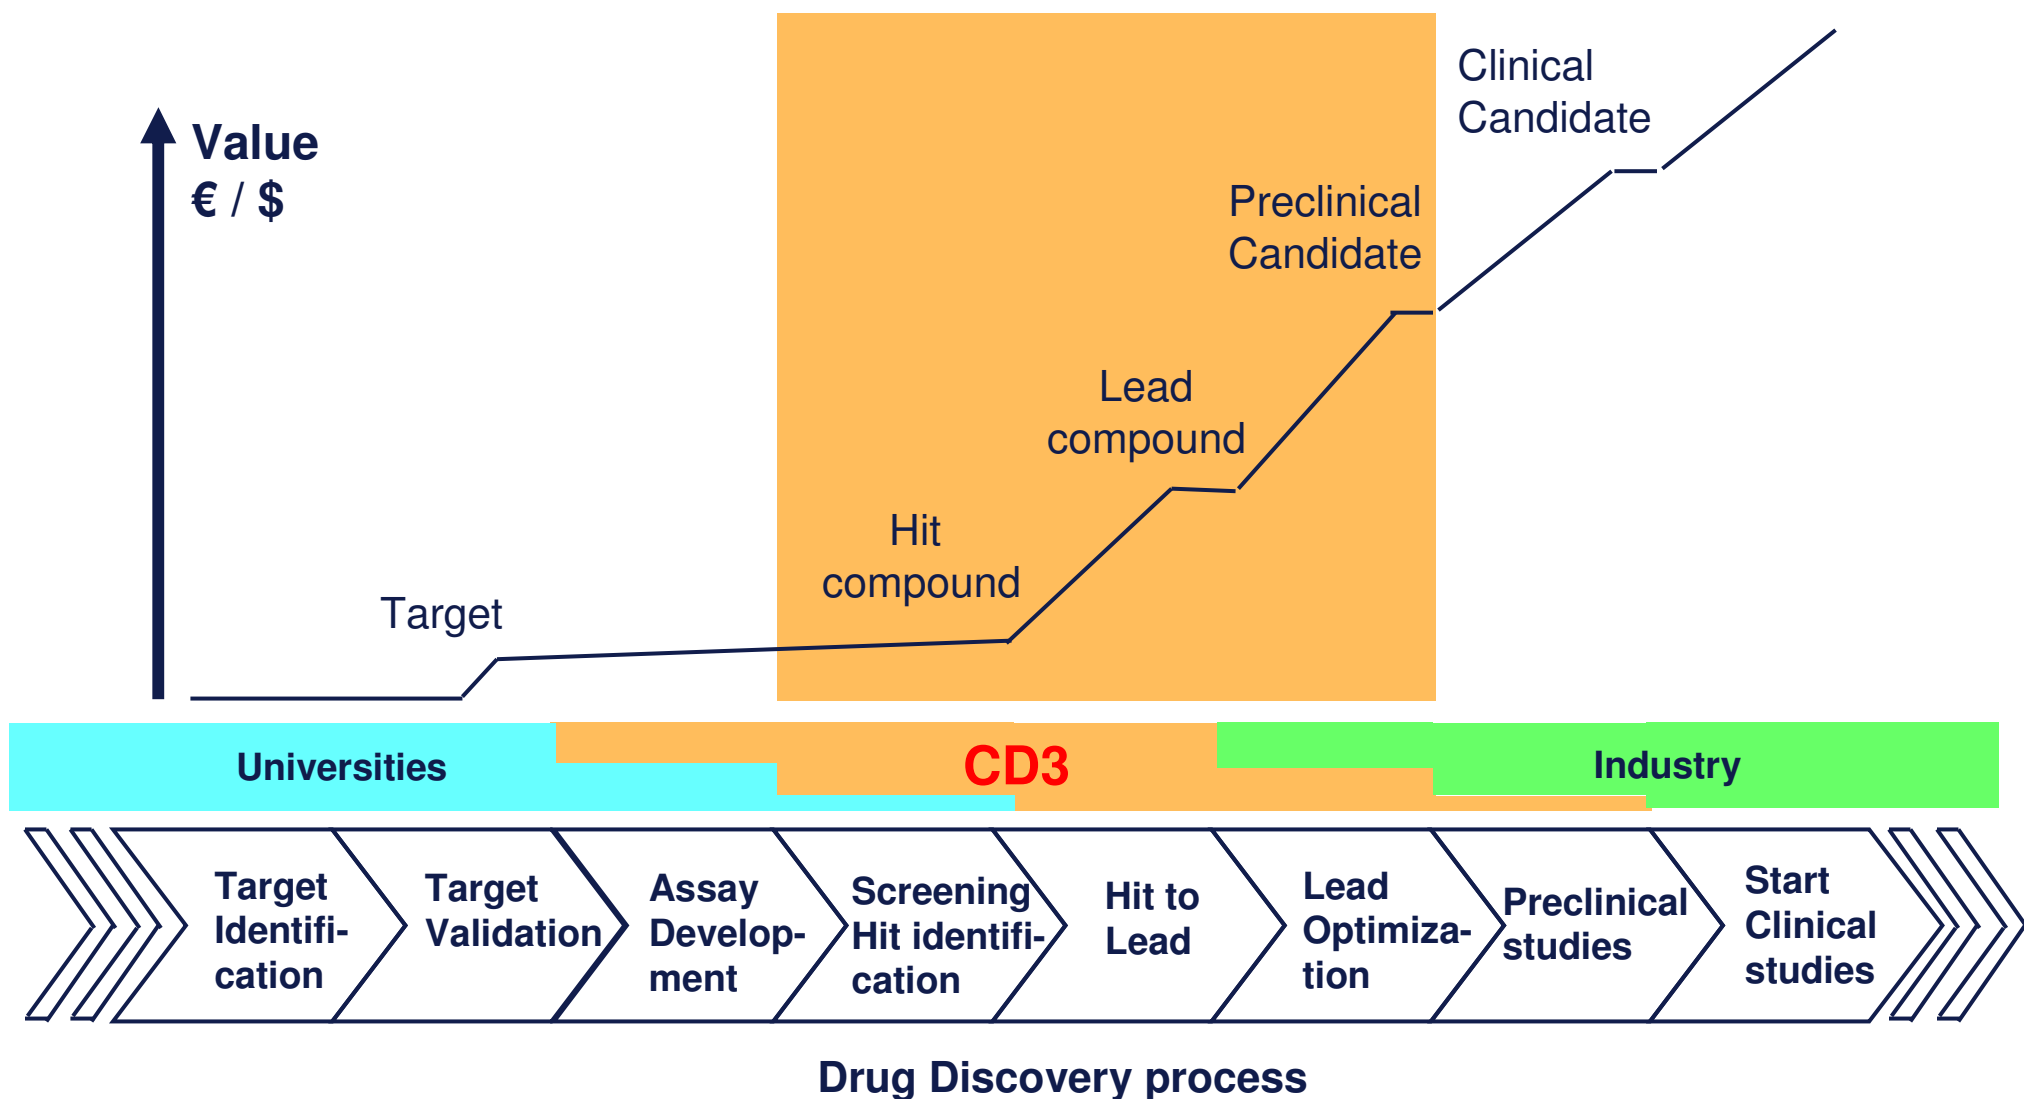 Value
€ / $
Clinical
Candidate
Preclinical
Candidate
Lead
compound
Hit
compound
Target
Universities
CD3
Industry
Target
Identifi-
cation
Target
Validation
Assay
Develop-
ment
Screening
Hit identifi-
cation
Hit to
Lead
Lead
Optimiza-
tion
Preclinical
studies
Start
Clinical
studies
Drug Discovery process